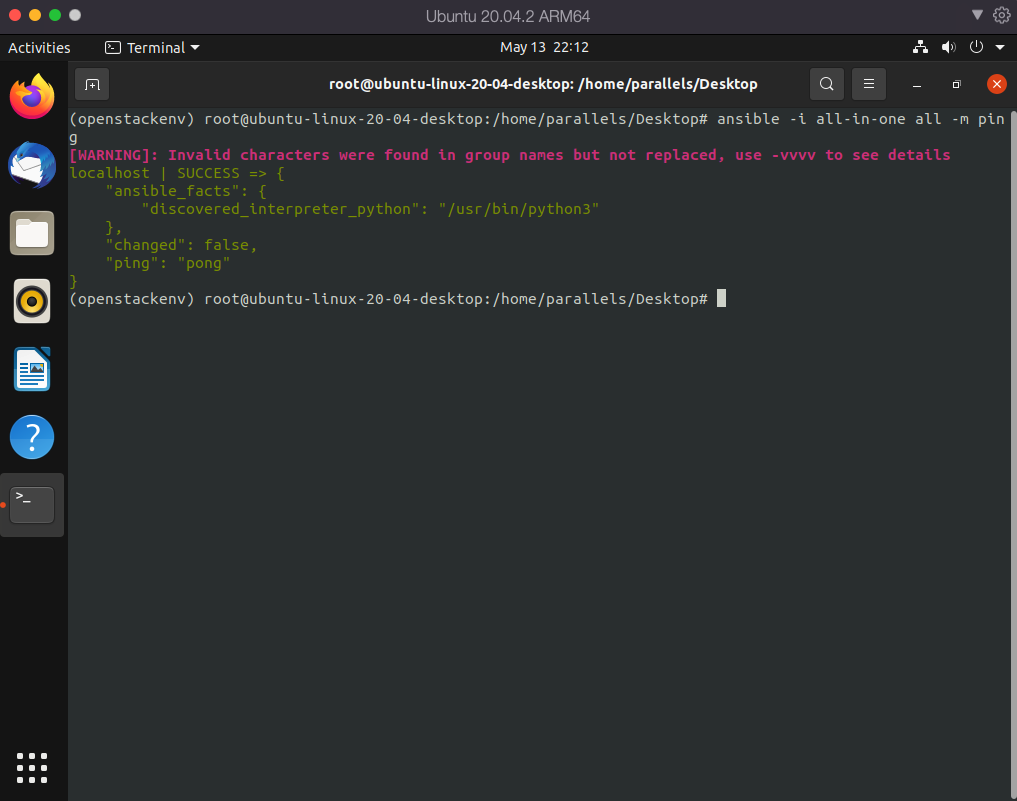 Ubuntu 20.04.2 ARM64
Activities
Terminal
May 13 22:12
root@ubuntu-linux-20-04-desktop: /home/parallels/Desktop
(openstackenv) root@ubuntu-linux-20-04-desktop:/home/parallels/Desktop# ansible -i all-in-one all -m pin
g
[WARNING]: Invalid characters were found in group names but not replaced, use -vvvv to see details
localhost | SUCCESS => {
    "ansible_facts": {
        "discovered_interpreter_python": "/usr/bin/python3"
    },
    "changed": false,
    "ping": "pong"
}
(openstackenv) root@ubuntu-linux-20-04-desktop:/home/parallels/Desktop#
?
>_